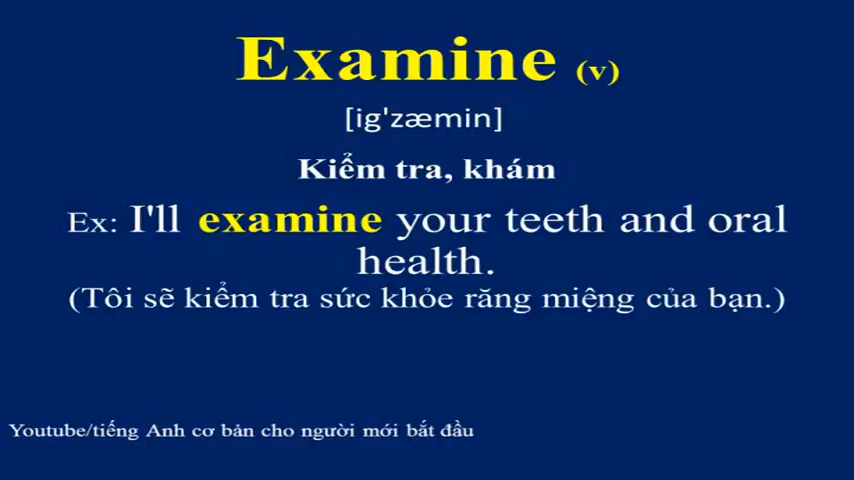 Examine (v)
[ig'zæmin]
Kiểm tra, khám
Ex: I'll examine your teeth and oral
health.
(Tôi sẽ kiểm tra sức khỏe răng miệng của bạn.)
Youtube/tiếng Anh cơ bản cho người mới bắt đầu